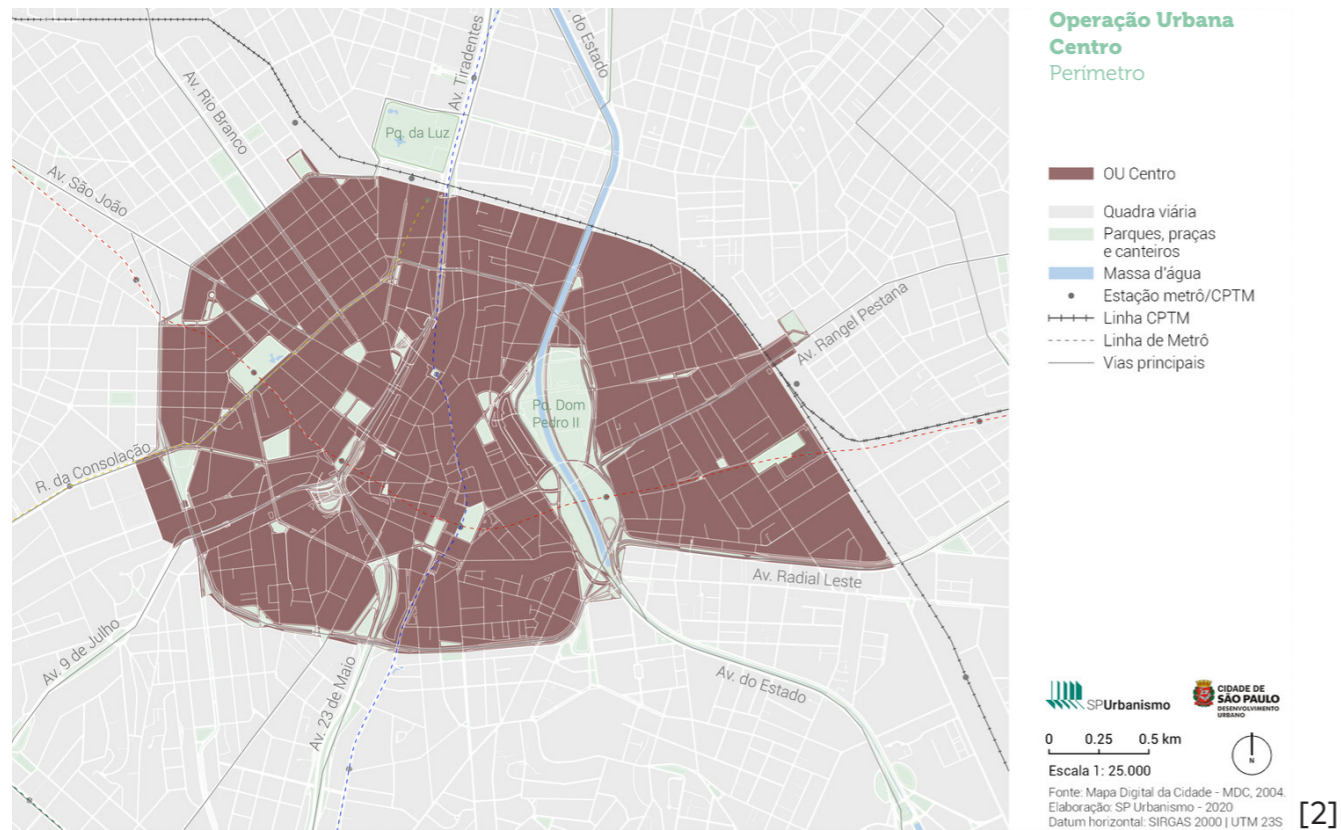 Operação Urbana
Centro
Perímetro
OU Centro
Quadra viária
Parques, praças
e canteiros
Massa d'água
Estação metrô/CPTM
Linha CPTM
Linha de Metrô
Vias principais
Av. Tiradentes
do Estado
Av. Rio Branco
Pq. da Luz
Av. São João
Av. Rangel Pestana
Pq. Dom
Pedro II
R. da Consolação
Av. Radial Leste
Av. 9 de Julho
Av. 23 de Maio
Av. do Estado
SPUrbanismo
CIDADE DE
SÃO PAULO
DESENVOLVIMENTO
URBANO
0 0.25 0.5 km
N
Escala 1: 25.000
Fonte: Mapa Digital da Cidade - MDC, 2004.
Elaboração: SP Urbanismo - 2020
Datum horizontal: SIRGAS 2000 | UTM 23S
[2]